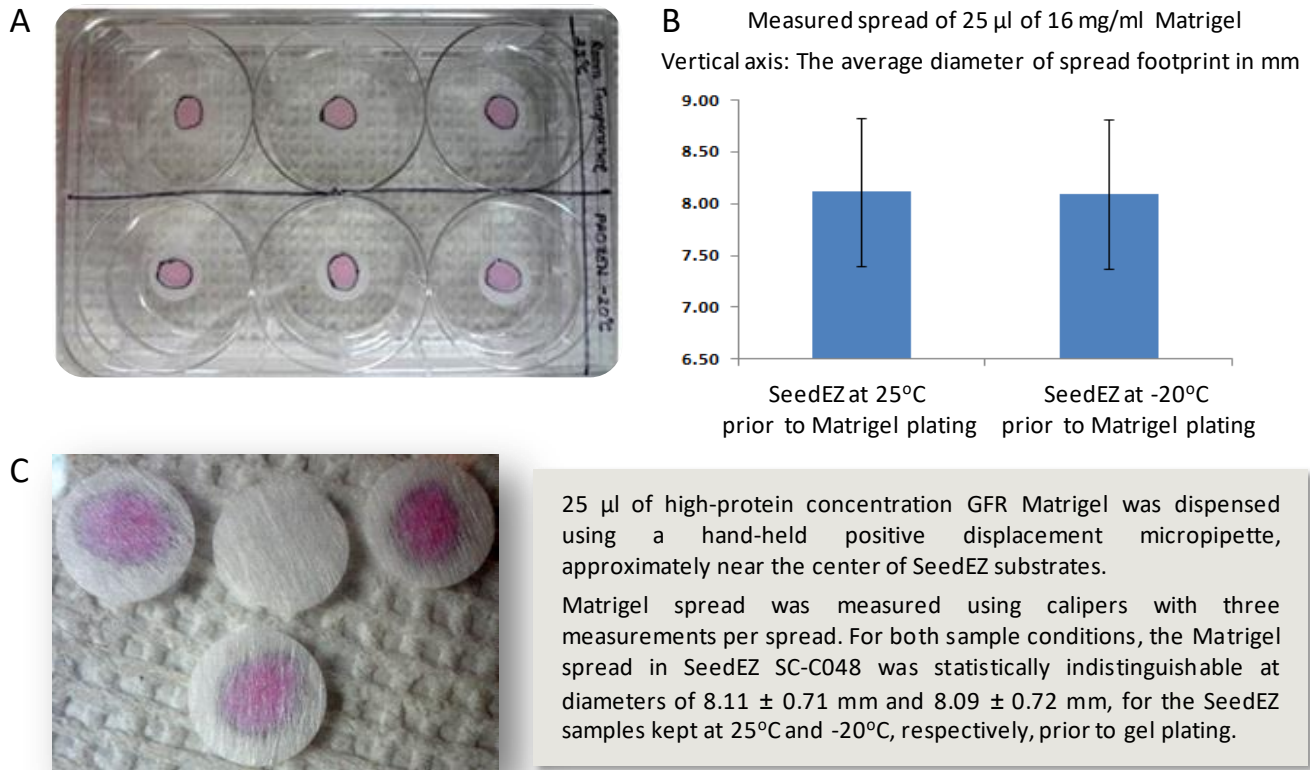 A
Room Temperature
25°C
FROZEN -20°C
B
Measured spread of 25 µl of 16 mg/ml Matrigel
Vertical axis: The average diameter of spread footprint in mm
9.00
8.50
8.00
7.50
7.00
6.50
SeedEZ at 25°C
prior to Matrigel plating
SeedEZ at -20°C
prior to Matrigel plating
C
25 µl of high-protein concentration GFR Matrigel was dispensed
using a hand-held positive displacement micropipette,
approximately near the center of SeedEZ substrates.
Matrigel spread was measured using calipers with three
measurements per spread. For both sample conditions, the Matrigel
spread in SeedEZ SC-C048 was statistically indistinguishable at
diameters of 8.11 ± 0.71 mm and 8.09 ± 0.72 mm, for the SeedEZ
samples kept at 25°C and -20°C, respectively, prior to gel plating.